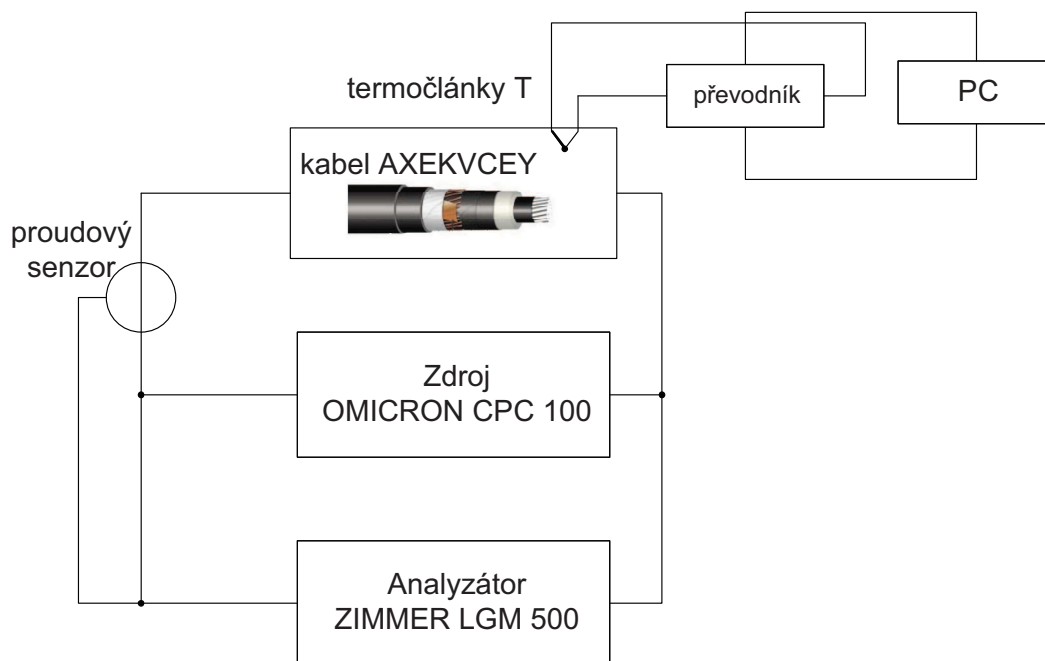 termočlánky T
převodník
PC
kabel AXEKVCEY
proudový
senzor
Zdroj
OMICRON CPC 100
Analyzátor
ZIMMER LGM 500